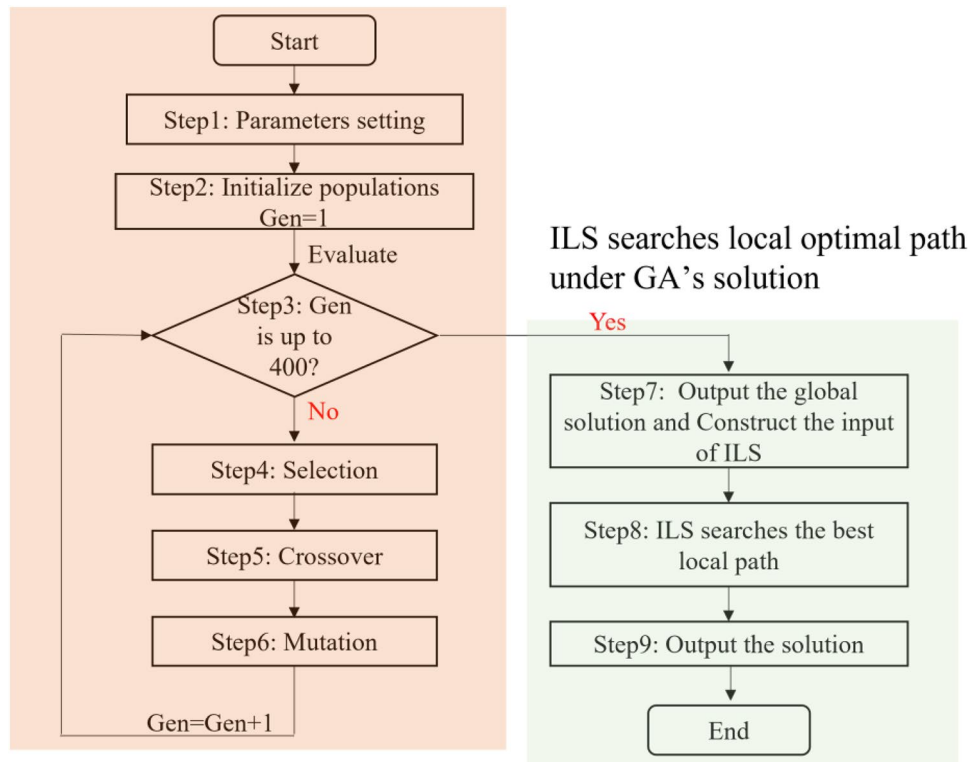 Start
Step1: Parameters setting
Step2: Initialize populations
Gen=1
Evaluate
Step3: Gen
is up to
400?
No
Step4: Selection
Step5: Crossover
Step6: Mutation
Gen=Gen+1
ILS searches local optimal path
under GA's solution
Yes
Step7: Output the global
solution and Construct the input
of ILS
Step8: ILS searches the best
local path
Step9: Output the solution
End